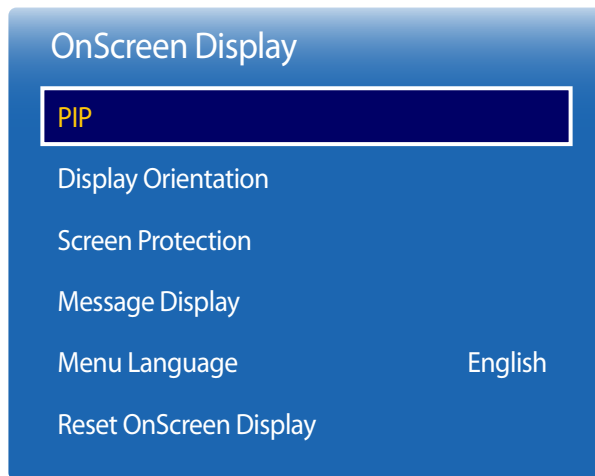 OnScreen Display
PIP
Display Orientation
Screen Protection
Message Display
Menu Language English
Reset OnScreen Display